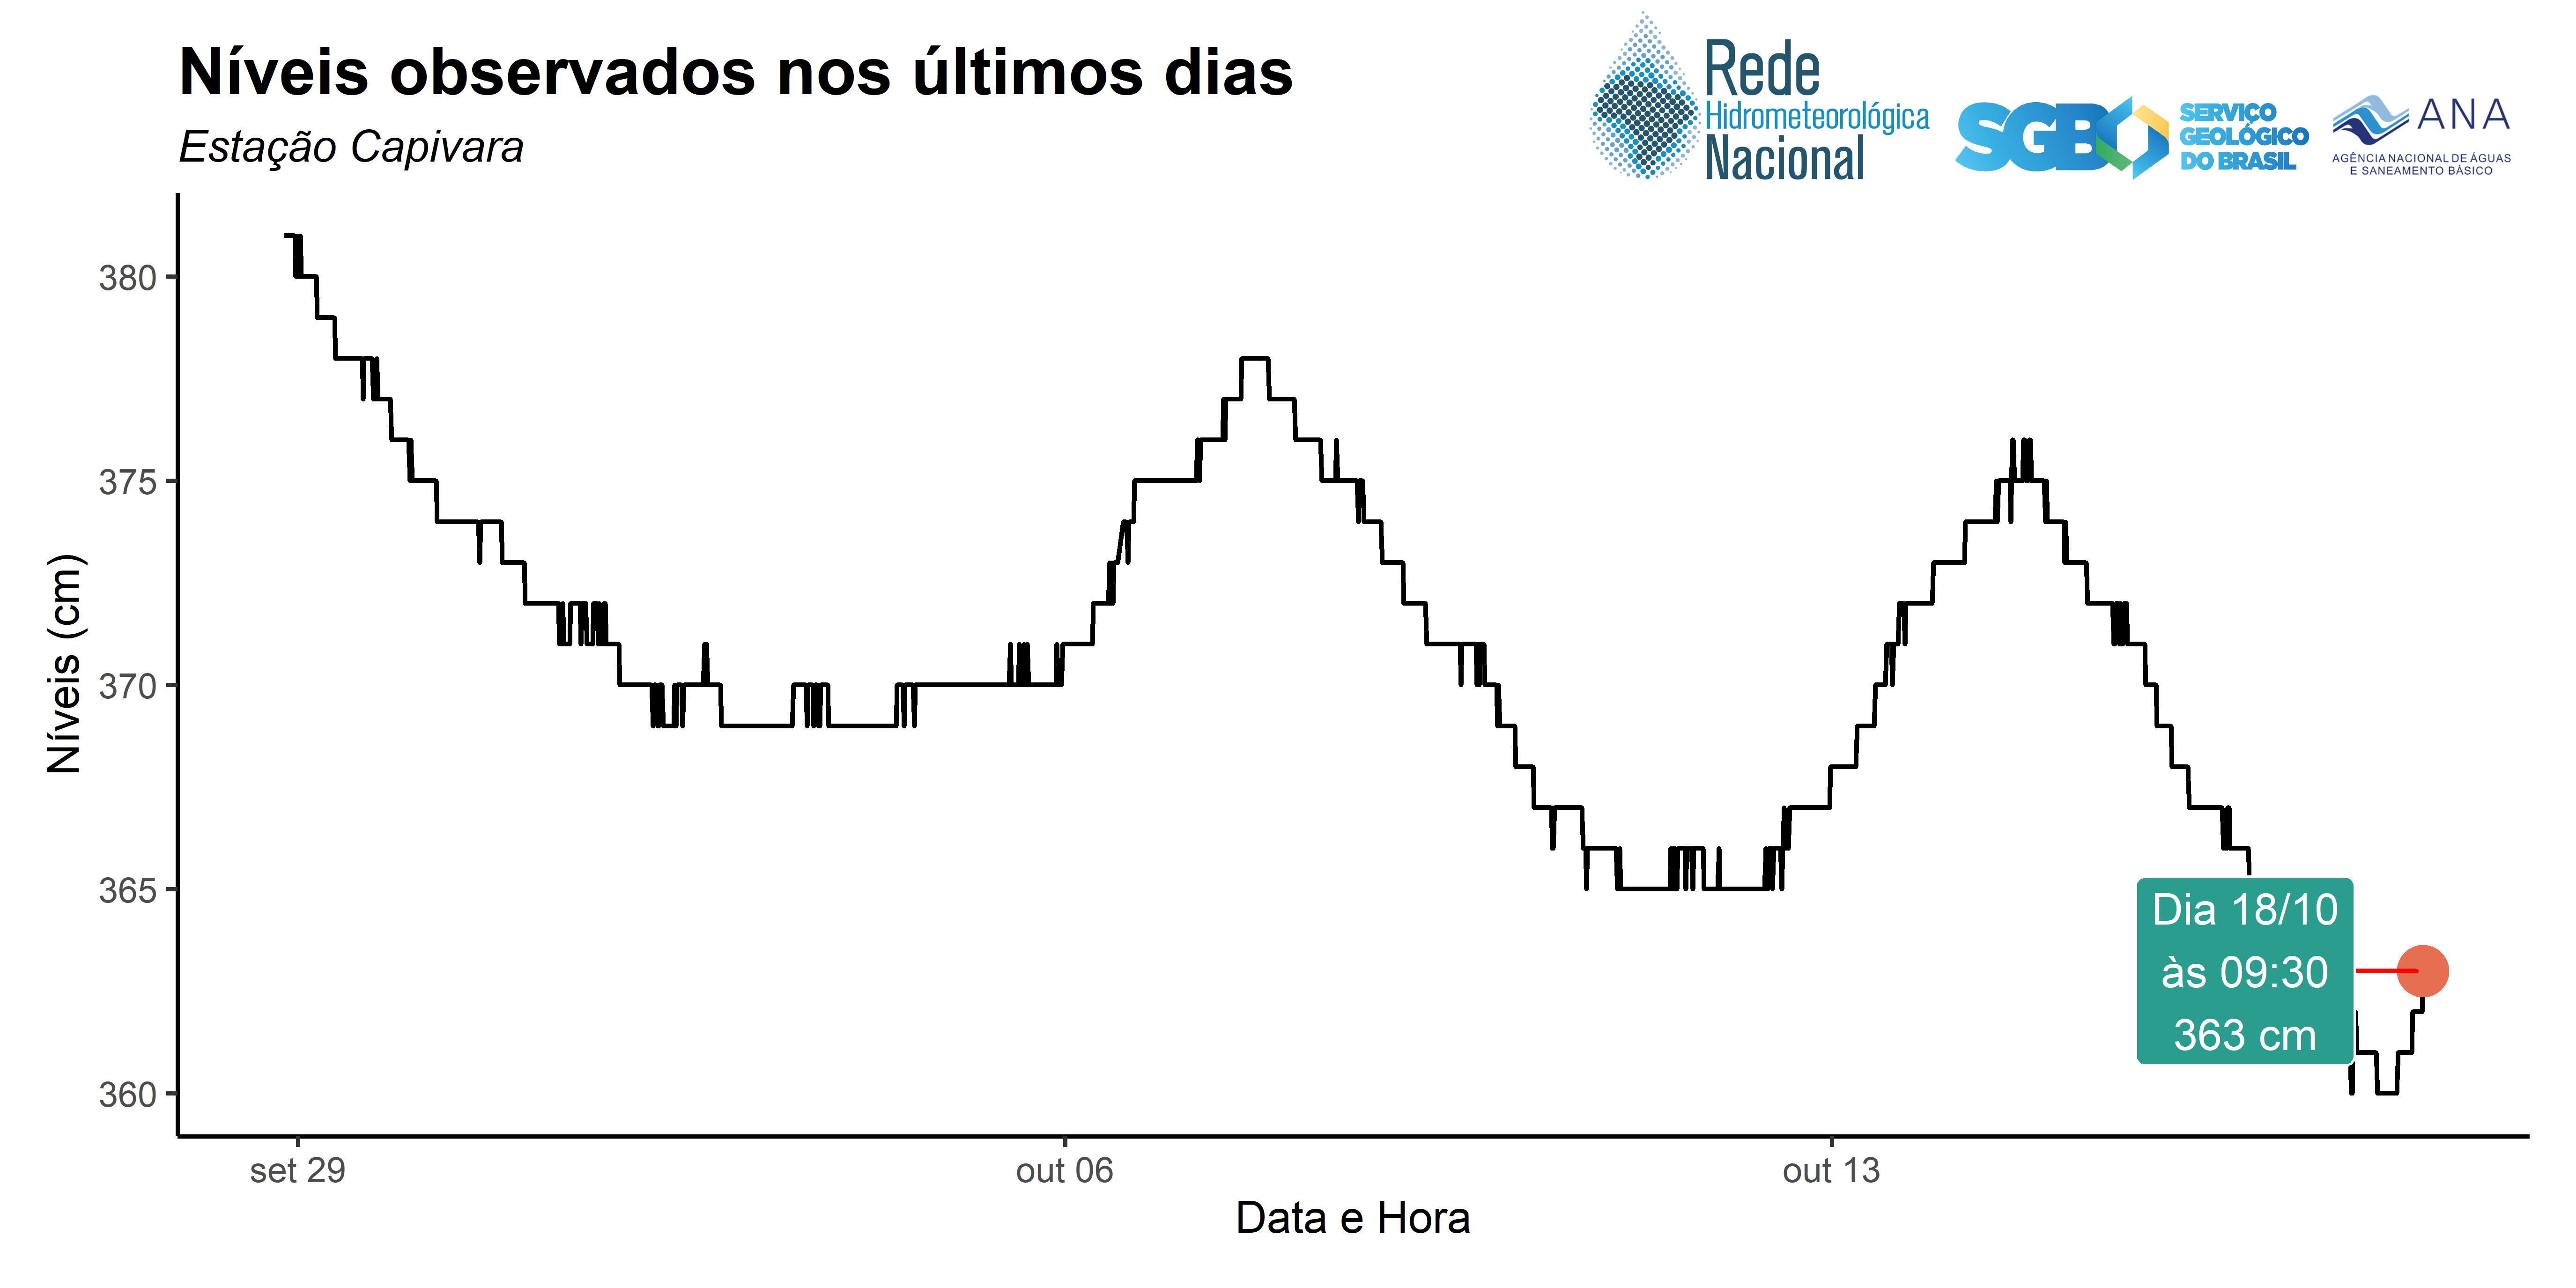 Níveis observados nos últimos dias
Estação Capivara
Rede
Hidrometeorológica
Nacional
SGB
SERVIÇO
GEOLÓGICO
DO BRASIL
ANA
AGÊNCIA NACIONAL DE ÁGUAS
E SANEAMENTO BÁSICO
Níveis (cm)
380
375
370
365
360
Dia 18/10
às 09:30
363 cm
set 29
out 06
out 13
Data e Hora